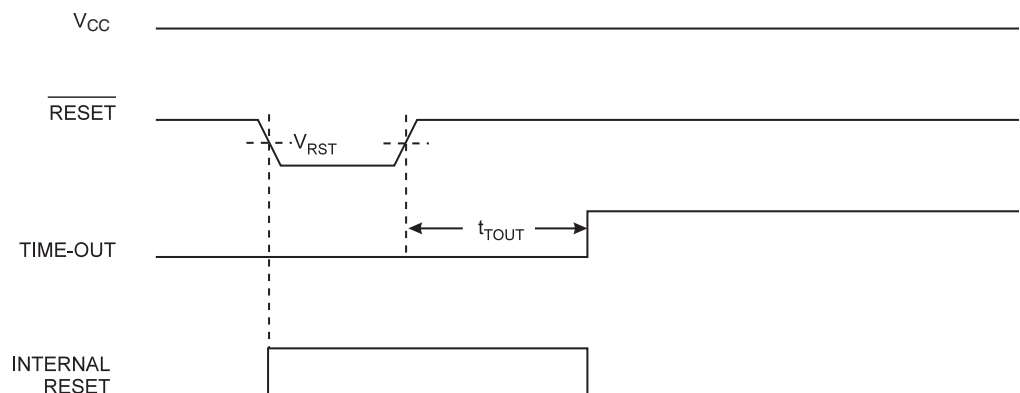 VCC
RESET
VRST
tTOUT
TIME-OUT
INTERNAL
RESET